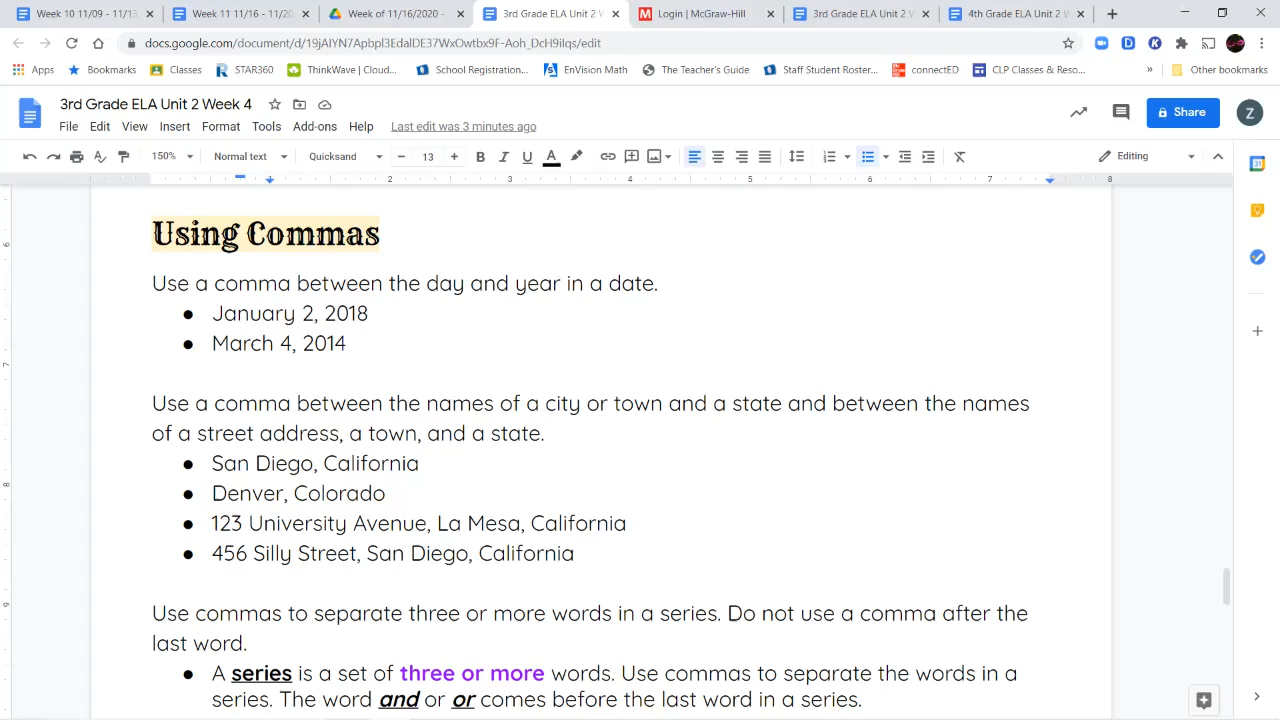 Week 10 11/09 - 11/13
Week 11 11/16 - 11/20
Week of 11/16/2020 -
3rd Grade ELA Unit 2 W
Login | McGraw-Hill
3rd Grade ELA Unit 2 W
4th Grade ELA Unit 2 W
docs.google.com/document/d/19jAIYN7Apbpl3EdalDE37WxOwtbx9F-Aoh_DcH9iIqs/edit
Apps
Bookmarks
Classes
STAR360
ThinkWave | Cloud...
School Registration...
EnVision Math
The Teacher's Guide
Staff Student Roster...
connectED
CLP Classes & Reso...
»
Other bookmarks
3rd Grade ELA Unit 2 Week 4
File Edit View Insert Format Tools Add-ons Help Last edit was 3 minutes ago
Share
Z
150% Normal text Quicksand 13 Editing
2 3 4 5 6 7 8
Using Commas
Use a comma between the day and year in a date.
● January 2, 2018
● March 4, 2014
Use a comma between the names of a city or town and a state and between the names
of a street address, a town, and a state.
● San Diego, California
● Denver, Colorado
● 123 University Avenue, La Mesa, California
● 456 Silly Street, San Diego, California
Use commas to separate three or more words in a series. Do not use a comma after the
last word.
● A series is a set of three or more words. Use commas to separate the words in a
series. The word and or or comes before the last word in a series.